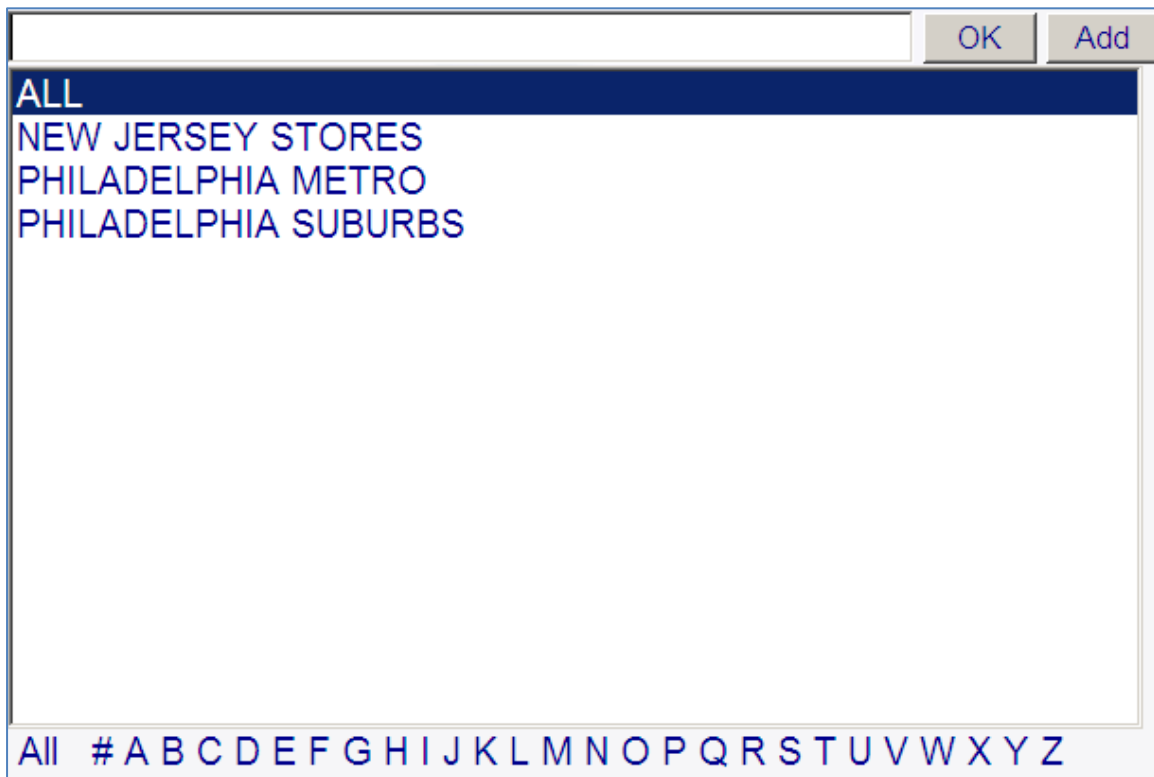 OK Add
ALL
NEW JERSEY STORES
PHILADELPHIA METRO
PHILADELPHIA SUBURBS
All # A B C D E F G H I J K L M N O P Q R S T U V W X Y Z